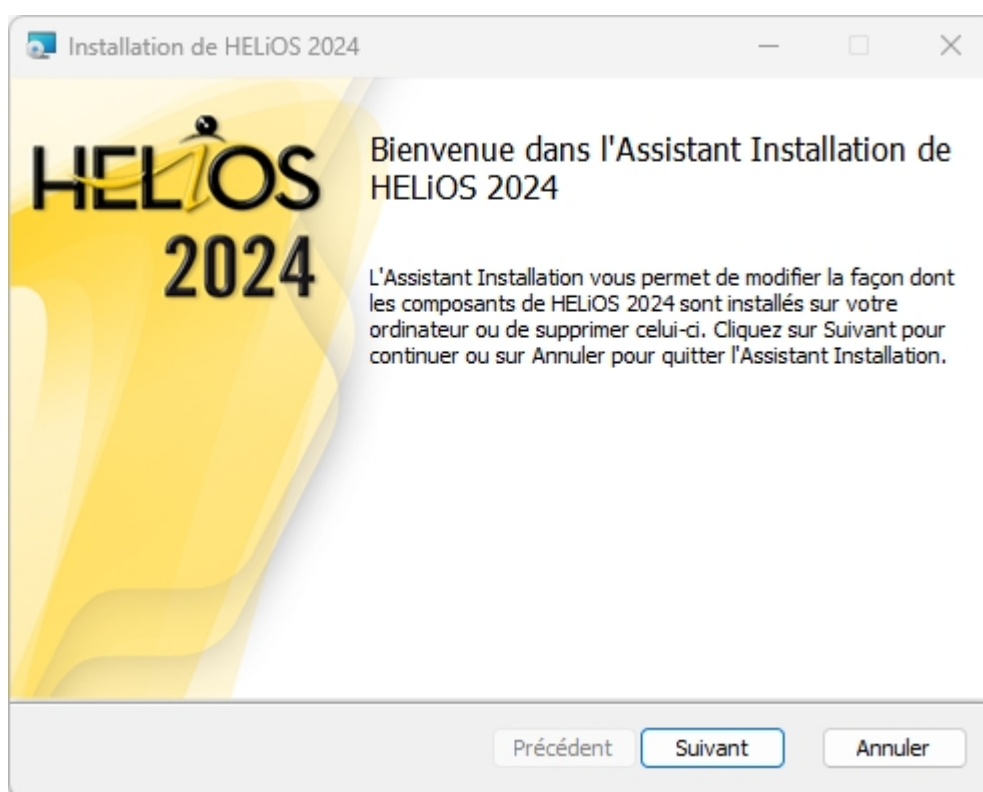 Installation de HELiOS 2024
HELiOS
2024
Bienvenue dans l'Assistant Installation de
HELiOS 2024
L'Assistant Installation vous permet de modifier la façon dont
les composants de HELiOS 2024 sont installés sur votre
ordinateur ou de supprimer celui-ci. Cliquez sur Suivant pour
continuer ou sur Annuler pour quitter l'Assistant Installation.
Précédent Suivant Annuler